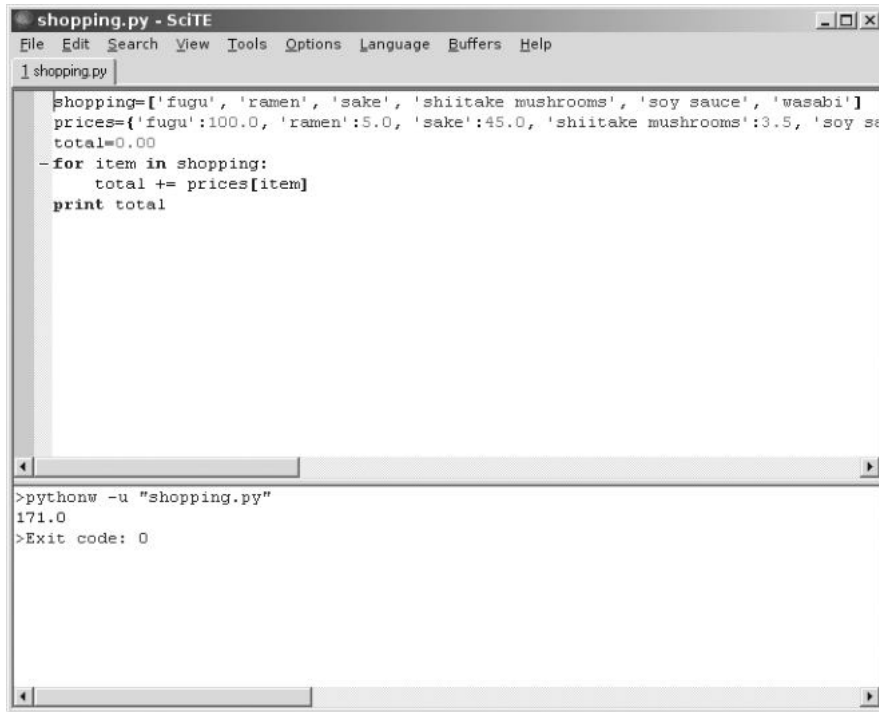 shopping.py - SciTE
File Edit Search View Tools Options Language Buffers Help
1 shopping.py
shopping=['fugu', 'ramen', 'sake', 'shiitake mushrooms', 'soy sauce', 'wasabi']
prices={'fugu':100.0, 'ramen':5.0, 'sake':45.0, 'shiitake mushrooms':3.5, 'soy sa
total=0.00
for item in shopping:
    total += prices[item]
print total
>pythonw -u "shopping.py"
171.0
>Exit code: 0